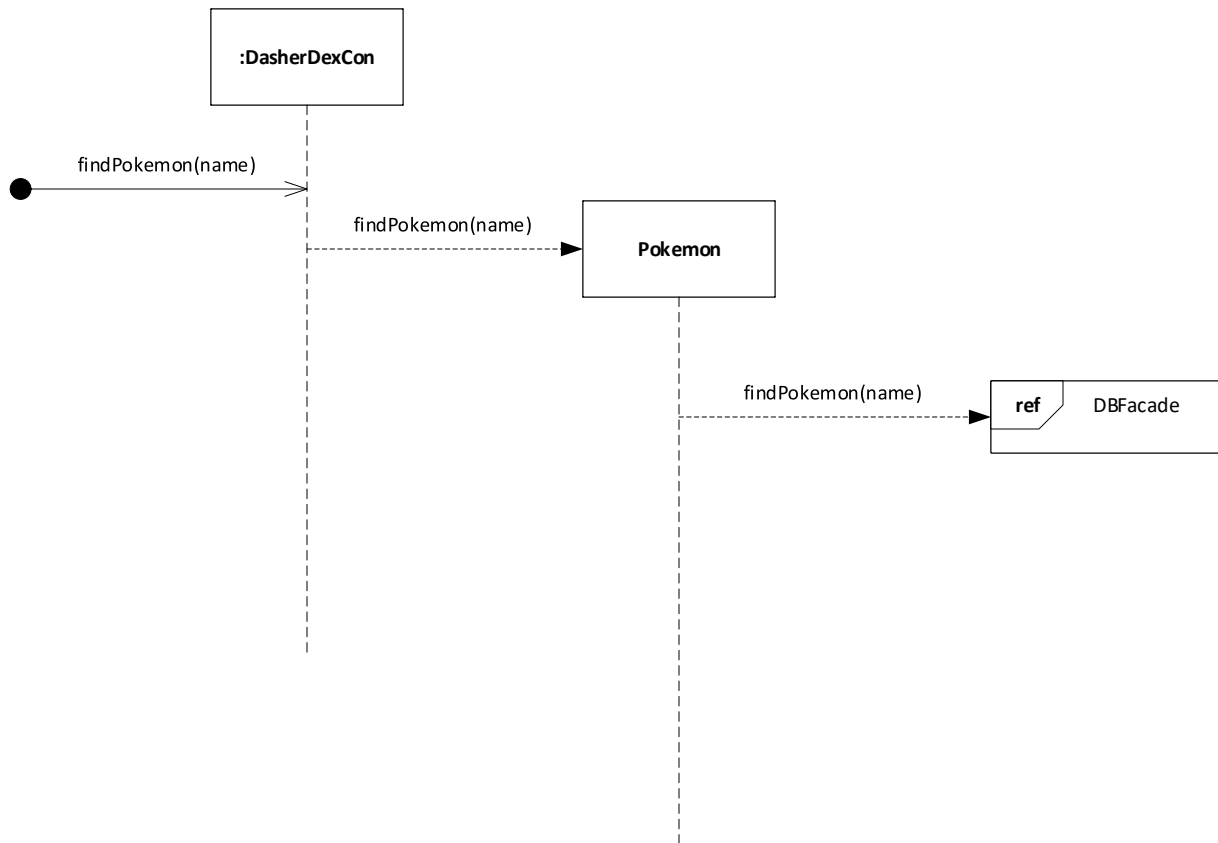 :DasherDexCon
findPokemon(name)
findPokemon(name)
Pokemon
findPokemon(name)
ref
DBFacade